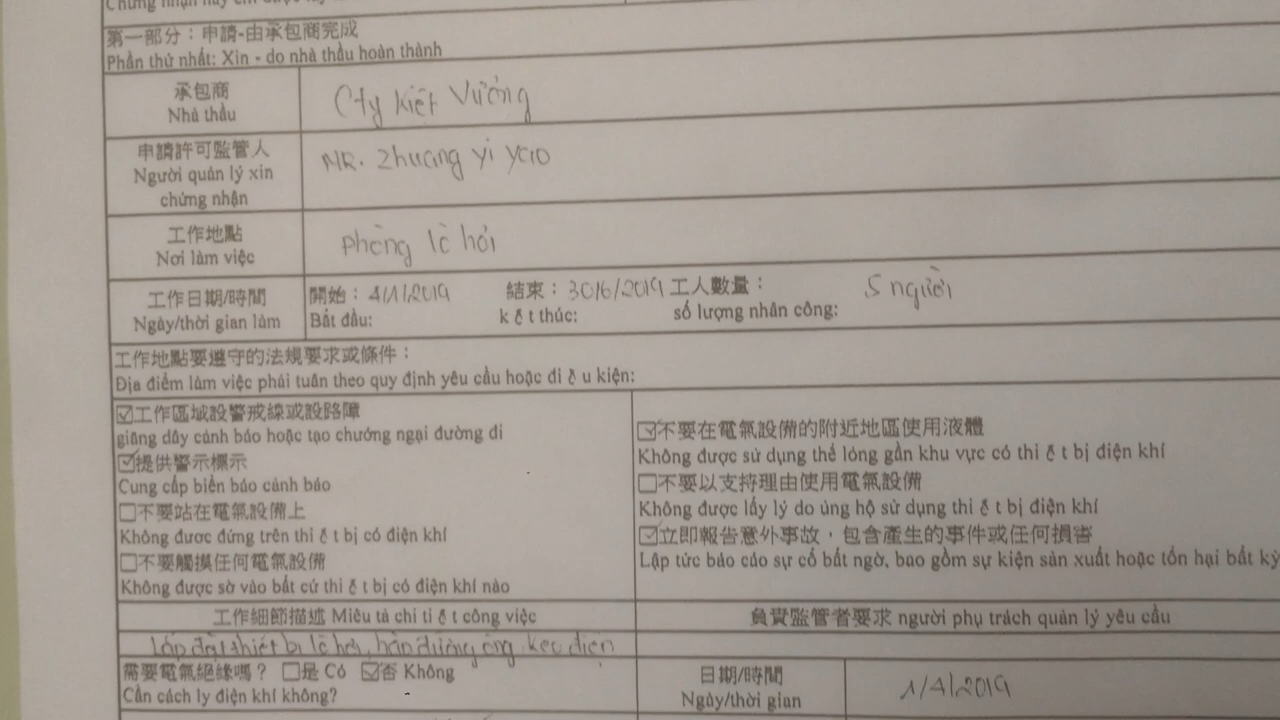 Chứng nhận này chỉ được
第一部分：申請-由承包商完成
Phần thứ nhất: Xin - do nhà thầu hoàn thành
承包商
Nhà thầu
Cty Kiệt Vưởng
申請許可監管人
Người quản lý xin
chứng nhận
MR. Zhuang yi yao
工作地點
Nơi làm việc
phòng lò hơi
工作日期/時間
Ngày/thời gian làm
開始：4/1/2019 結束：30/6/2019 工人數量： 5 người
Bắt đầu: k ế t thúc: số lượng nhân công:
工作地點要遵守的法規要求或條件：
Địa điểm làm việc phải tuân theo quy định yêu cầu hoặc đi ề u kiện:
☑工作區域設警戒線或設路障
giăng dây cảnh báo hoặc tạo chướng ngại đường đi
☑提供警示標示
Cung cấp biển báo cảnh báo
☐不要站在電氣設備上
Không đươc đứng trên thi ế t bị có điện khí
☐不要觸摸任何電氣設備
Không được sờ vào bất cứ thi ế t bị có điện khí nào
☑不要在電氣設備的附近地區使用液體
Không được sử dụng thể lỏng gần khu vực có thi ế t bị điện khí
☐不要以支持理由使用電氣設備
Không được lấy lý do ủng hộ sử dụng thi ế t bị điện khí
☑立即報告意外事故，包含產生的事件或任何損害
Lập tức báo cáo sự cố bất ngờ, bao gồm sự kiện sản xuất hoặc tổn hại bất kỳ
工作細節描述 Miêu tả chi ti ế t công việc
負責監管者要求 người phụ trách quản lý yêu cầu
Lắp đặt thiết bị lò hơi, hàn đường ống, kéo điện
需要電氣絕緣嗎？ ☐是 Có ☑否 Không
Cần cách ly điện khí không?
日期/時間
Ngày/thời gian
1/4/2019